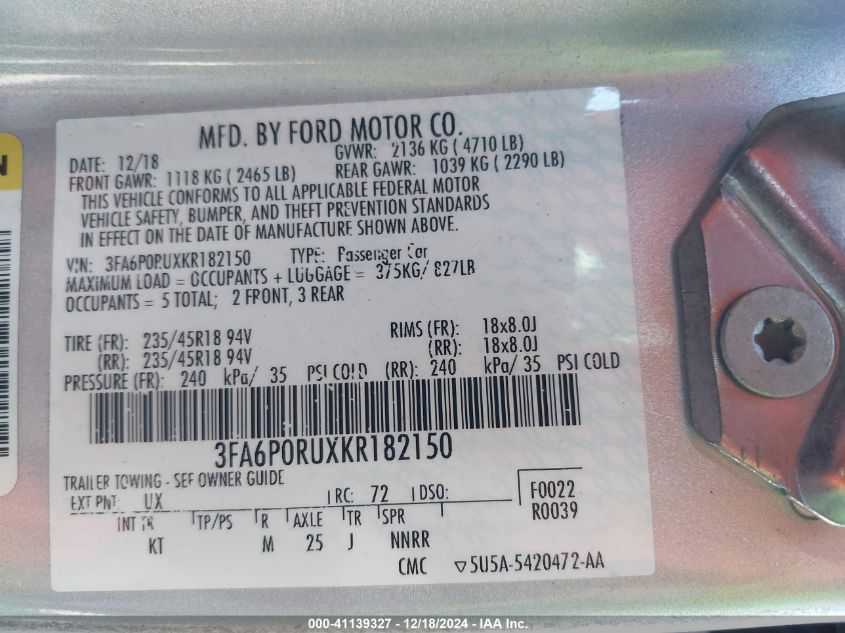 N
MFD. BY FORD MOTOR CO.
DATE: 12/18 GVWR: 2136 KG ( 4710 LB)
FRONT GAWR: 1118 KG ( 2465 LB) REAR GAWR: 1039 KG ( 2290 LB)
THIS VEHICLE CONFORMS TO ALL APPLICABLE FEDERAL MOTOR
VEHICLE SAFETY, BUMPER, AND THEFT PREVENTION STANDARDS
IN EFFECT ON THE DATE OF MANUFACTURE SHOWN ABOVE.
VIN: 3FA6P0RUXKR182150 TYPE: Passenger Car
MAXIMUM LOAD = OCCUPANTS + LUGGAGE = 375KG/ 827LB
OCCUPANTS = 5 TOTAL; 2 FRONT, 3 REAR
TIRE (FR): 235/45R18 94V RIMS (FR): 18x8.0J
(RR): 235/45R18 94V (RR): 18x8.0J
PRESSURE (FR): 240 kPa/ 35 PSI COLD (RR): 240 kPa/ 35 PSI COLD
3FA6P0RUXKR182150
TRAILER TOWING - SEE OWNER GUIDE
EXT PNT: UX RC: 72 DSO: F0022
R0039
INT TR TP/PS R AXLE TR SPR
KT M 25 J NNRR
CMC ▽5U5A-5420472-AA
000-41139327 - 12/18/2024 - IAA Inc.